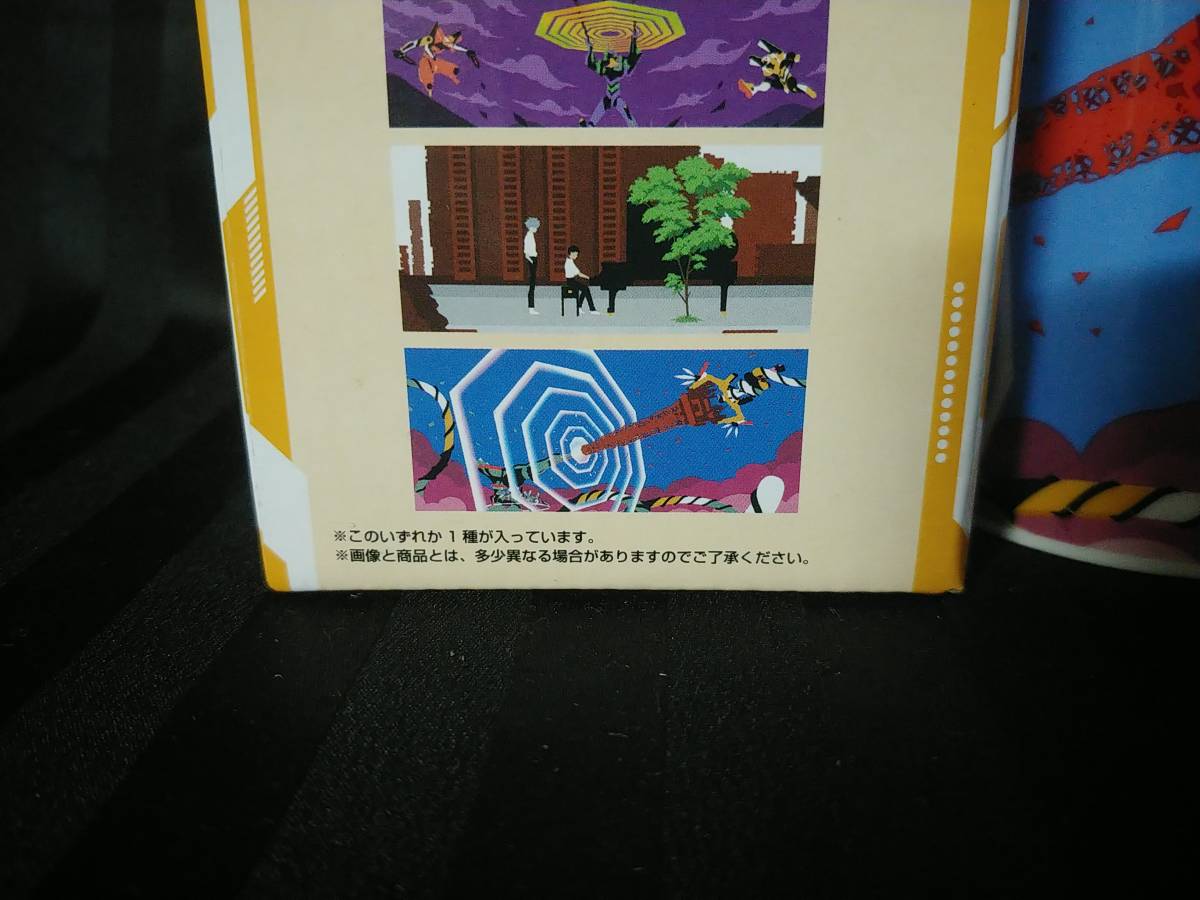 ※このいずれか1種が入っています。
※画像と商品とは、多少異なる場合がありますのでご了承ください。